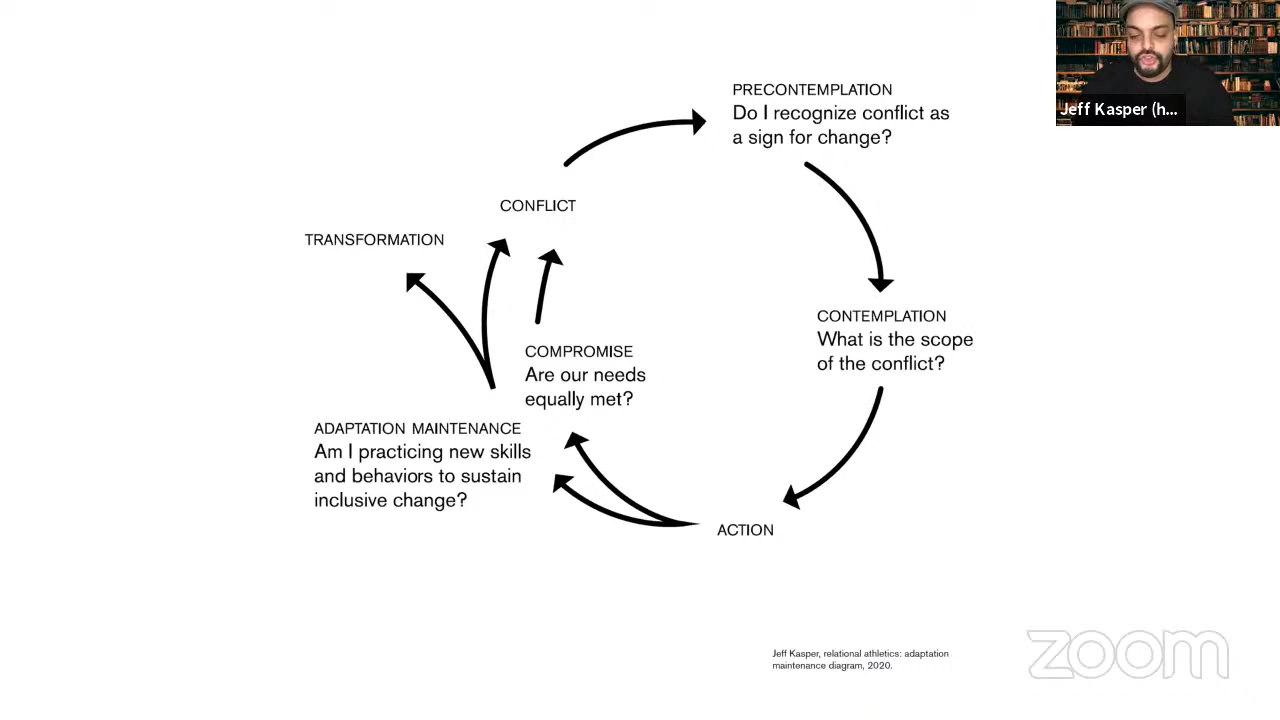 Jeff Kasper (h...
PRECONTEMPLATION
Do I recognize conflict as
a sign for change?
CONFLICT
TRANSFORMATION
CONTEMPLATION
What is the scope
of the conflict?
COMPROMISE
Are our needs
equally met?
ADAPTATION MAINTENANCE
Am I practicing new skills
and behaviors to sustain
inclusive change?
ACTION
Jeff Kasper, relational athletics: adaptation
maintenance diagram, 2020.
zoom